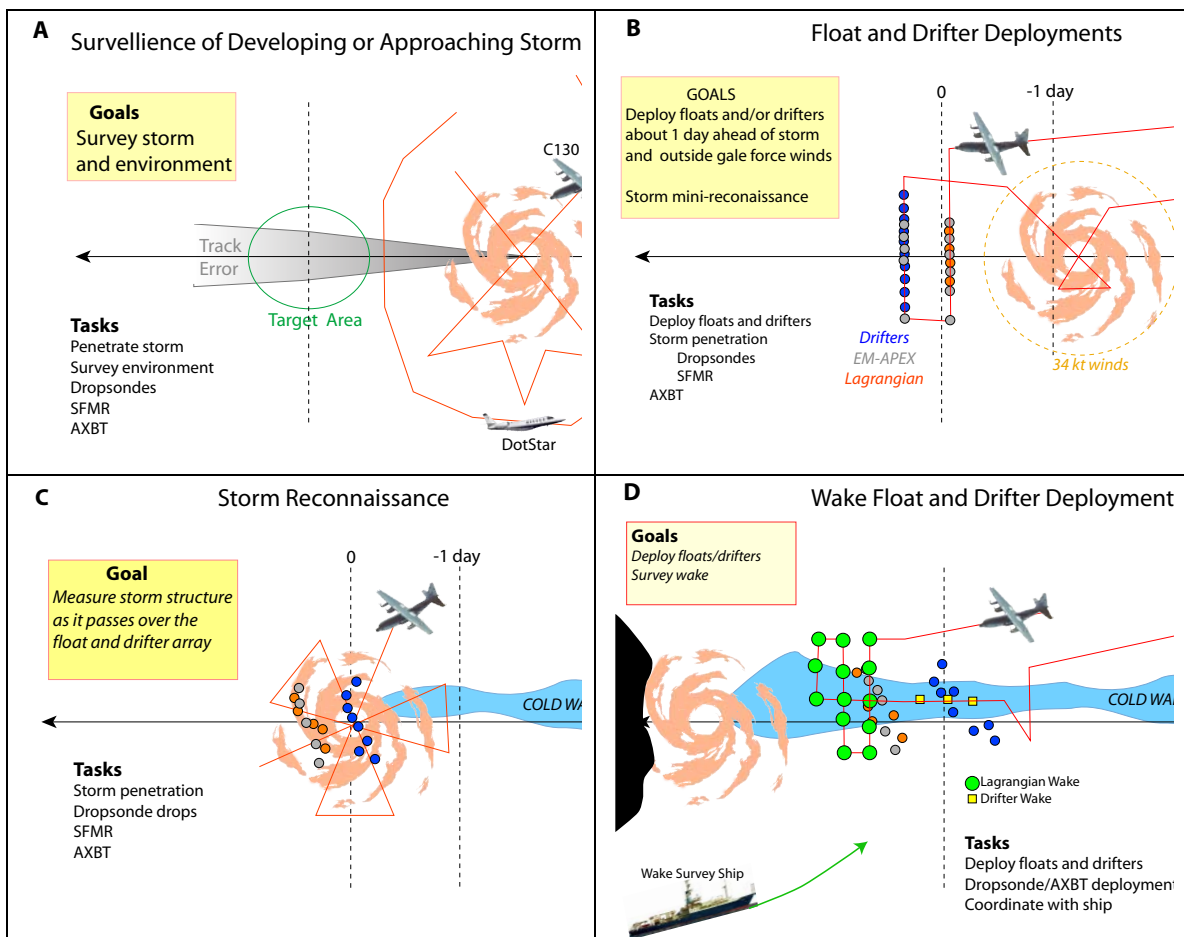 A
Survellience of Developing or Approaching Storm
Goals
Survey storm
and environment
C130
Track
Error
Target Area
Tasks
Penetrate storm
Survey environment
Dropsondes
SFMR
AXBT
DotStar
B
Float and Drifter Deployments
GOALS
Deploy floats and/or drifters
about 1 day ahead of storm
and outside gale force winds
Storm mini-reconaissance
0
-1 day
Tasks
Deploy floats and drifters
Storm penetration
Dropsondes
SFMR
AXBT
Drifters
EM-APEX
Lagrangian
34 kt winds
C
Storm Reconnaissance
Goal
Measure storm structure
as it passes over the
float and drifter array
0
-1 day
COLD WA
Tasks
Storm penetration
Dropsonde drops
SFMR
AXBT
D
Wake Float and Drifter Deployment
Goals
Deploy floats/drifters
Survey wake
COLD WA
Lagrangian Wake
Drifter Wake
Wake Survey Ship
Tasks
Deploy floats and drifters
Dropsonde/AXBT deployment
Coordinate with ship